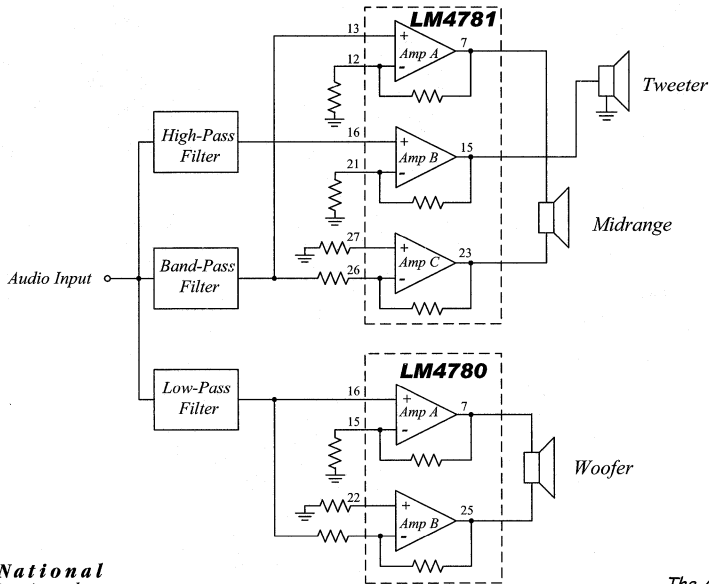 LM4781
13
+
Amp A
-
7
12
Tweeter
High-Pass
Filter
16
+
Amp B
-
15
21
Midrange
27
+
Amp C
-
23
26
Audio Input
Band-Pass
Filter
LM4780
Low-Pass
Filter
16
+
Amp A
-
7
15
Woofer
22
+
Amp B
-
25
National
The